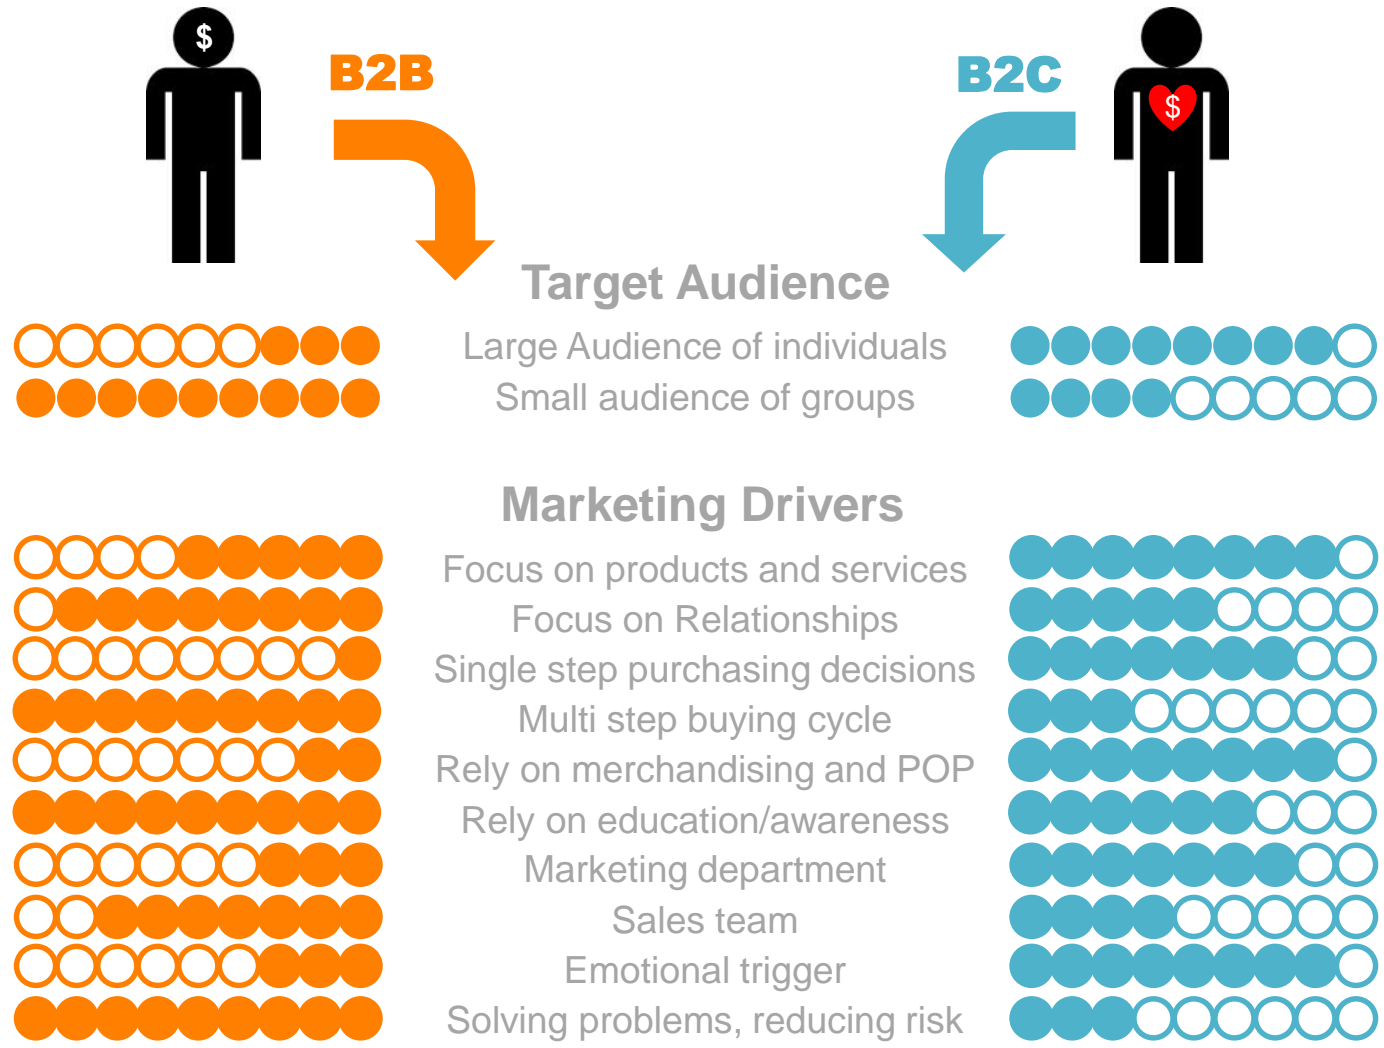 $
B2B
B2C
$
Target Audience
Large Audience of individuals
Small audience of groups
Marketing Drivers
Focus on products and services
Focus on Relationships
Single step purchasing decisions
Multi step buying cycle
Rely on merchandising and POP
Rely on education/awareness
Marketing department
Sales team
Emotional trigger
Solving problems, reducing risk